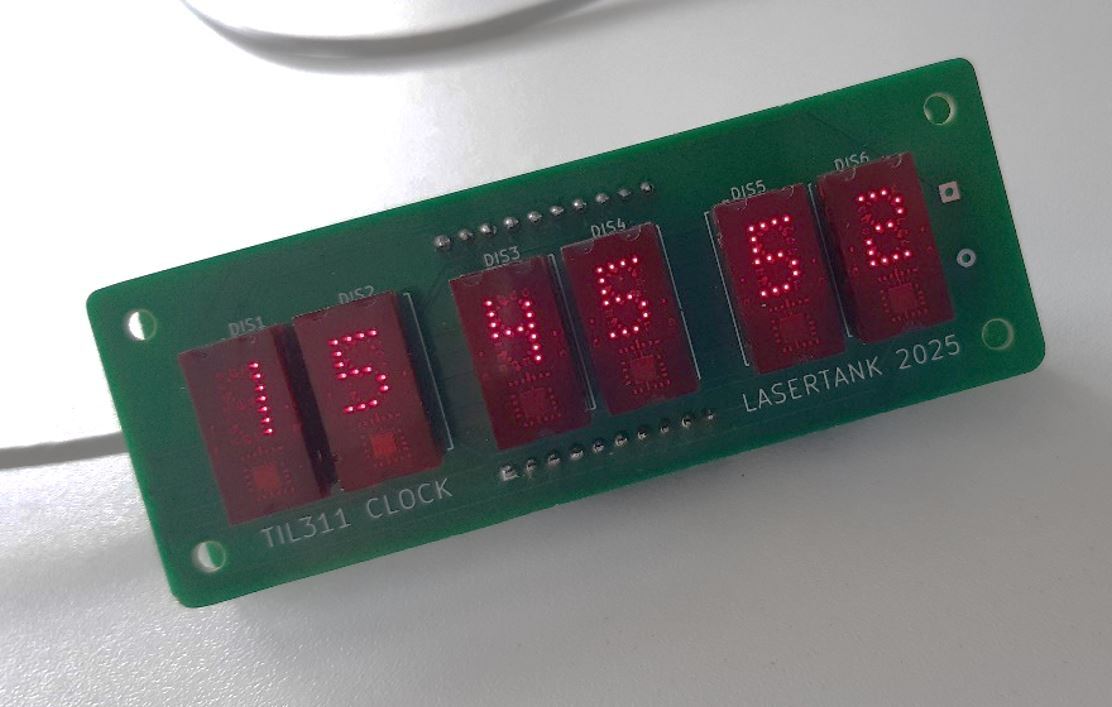 DIS1 DIS2 DIS3 DIS4 DIS5 DIS6
15 45 52
TIL311 CLOCK
LASERTANK 2025